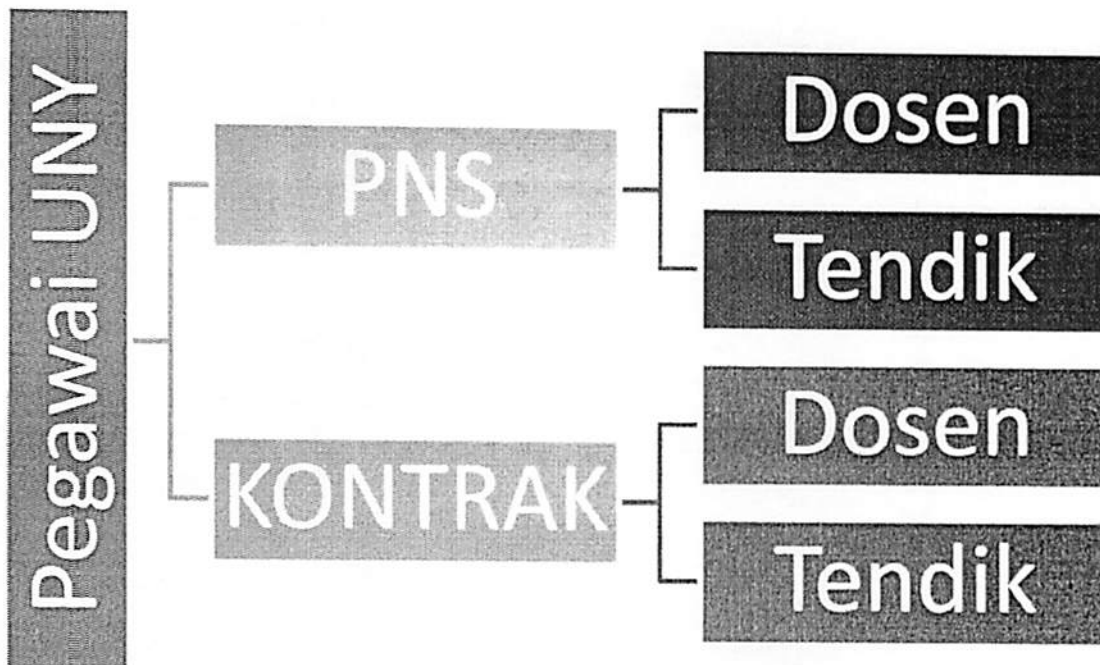 Pegawai UNY
PNS
Dosen
Tendik
KONTRAK
Dosen
Tendik